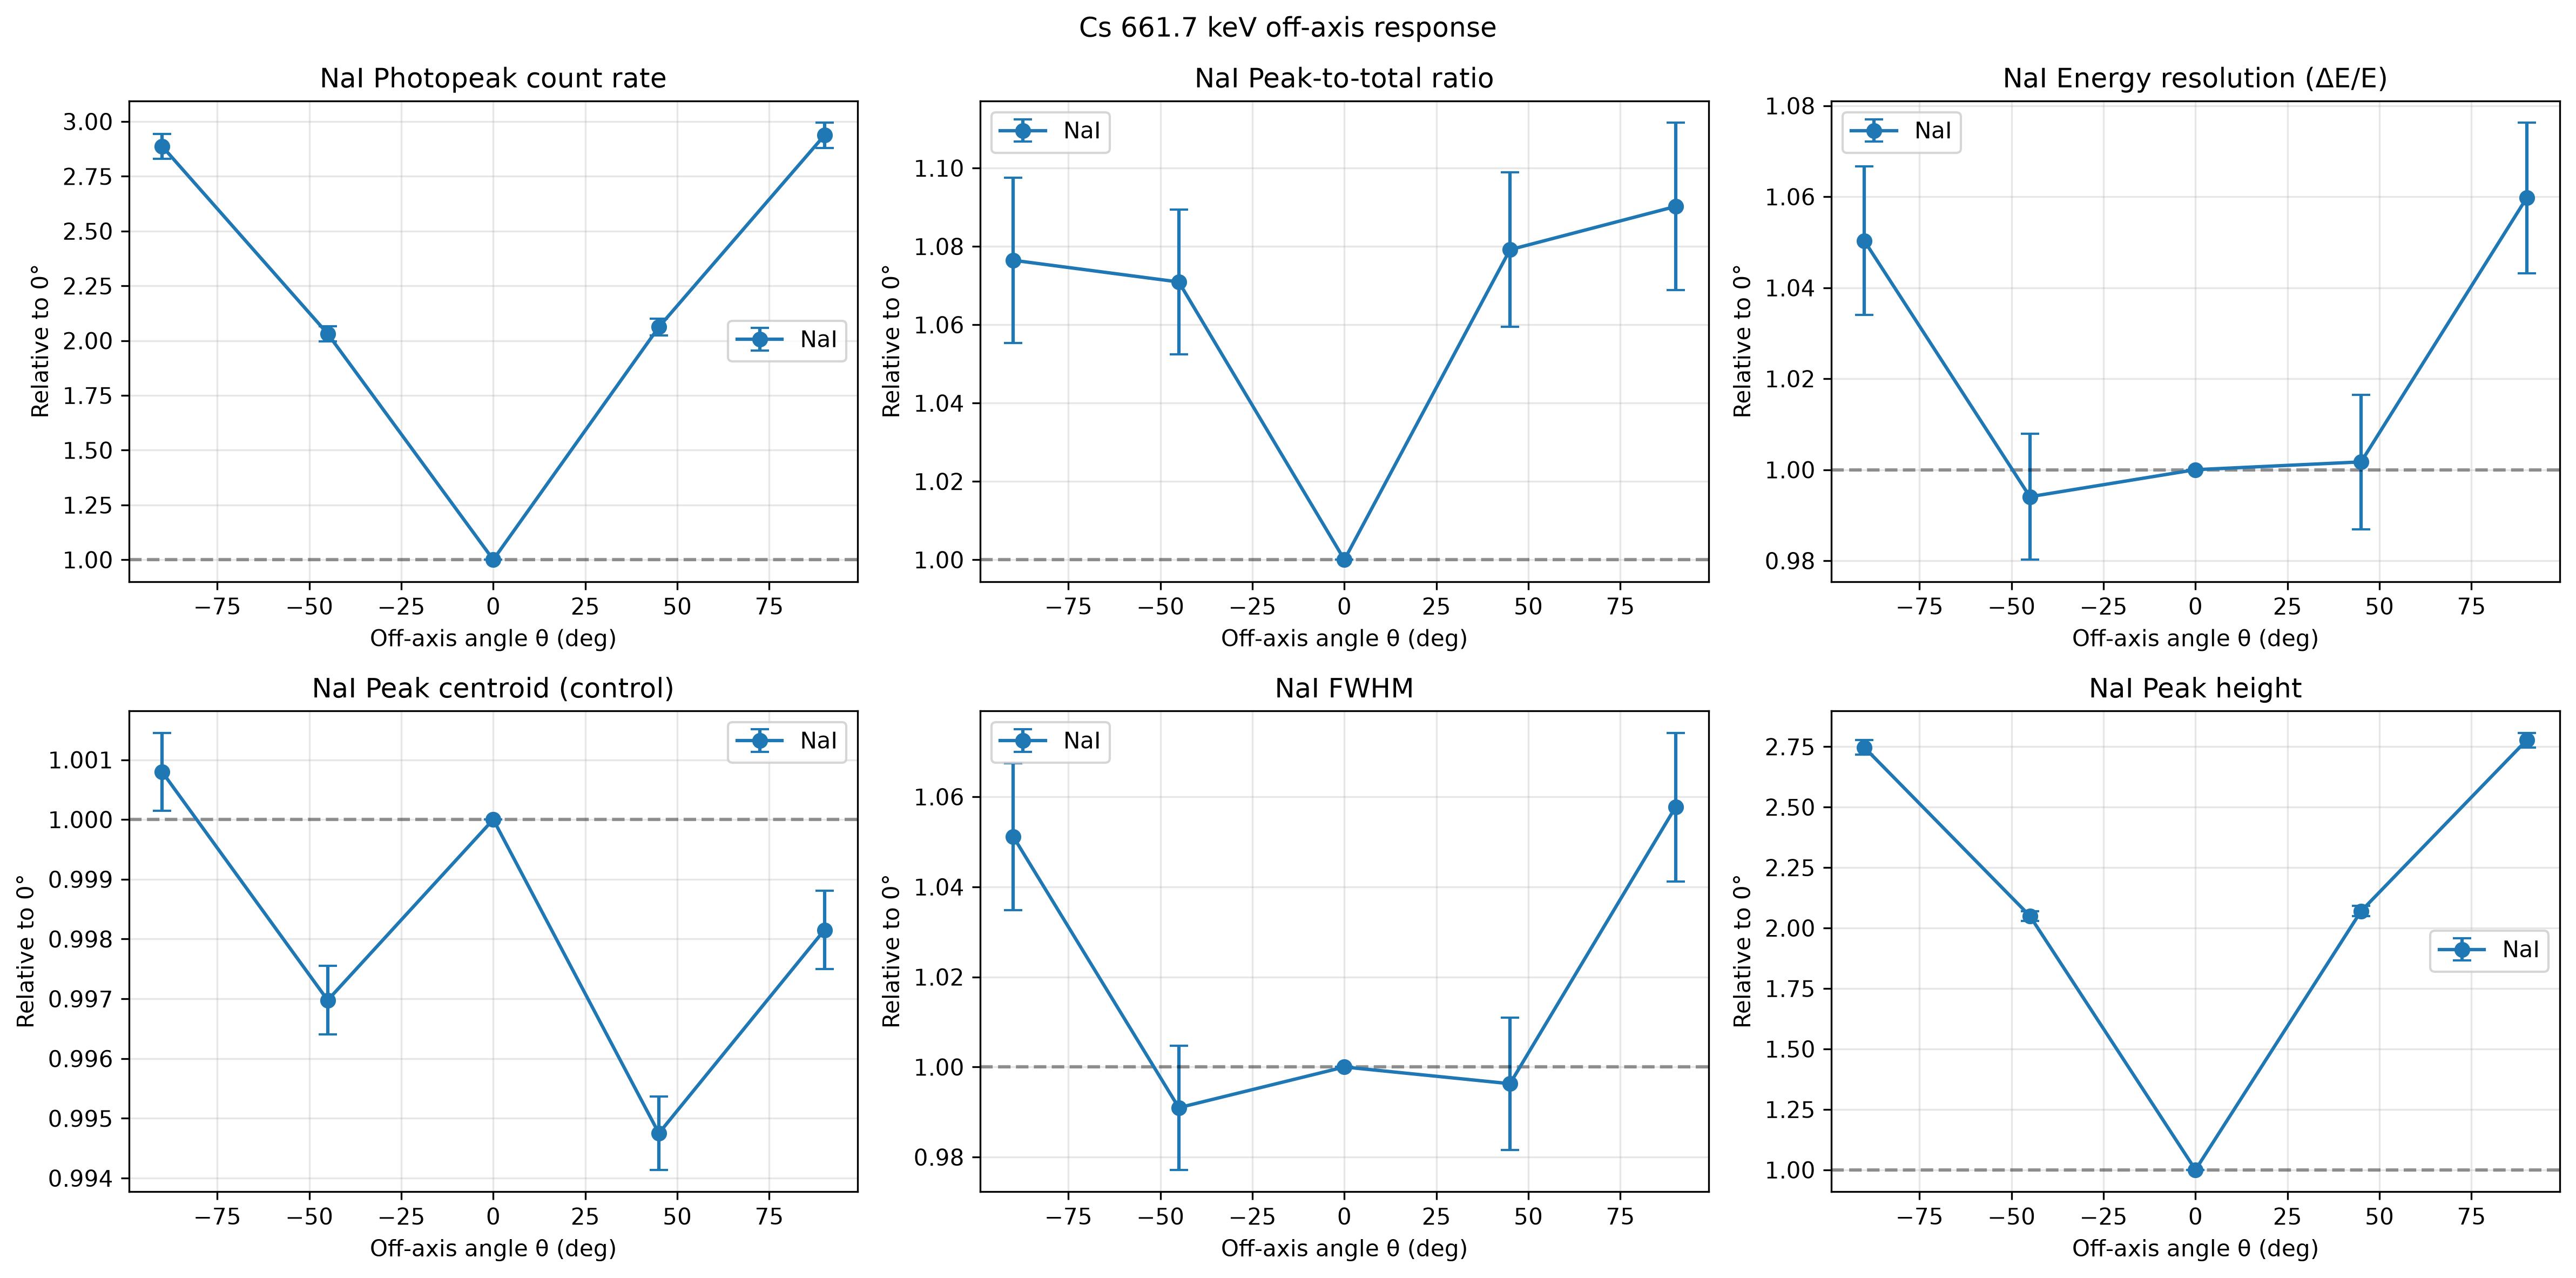 Cs 661.7 keV off-axis response
NaI Photopeak count rate
3.00
2.75
2.50
2.25
2.00
1.75
1.50
1.25
1.00
Relative to 0°
NaI
−75 −50 −25 0 25 50 75
Off-axis angle θ (deg)
NaI Peak-to-total ratio
1.10
1.08
1.06
1.04
1.02
1.00
Relative to 0°
NaI
−75 −50 −25 0 25 50 75
Off-axis angle θ (deg)
NaI Energy resolution (ΔE/E)
1.08
1.06
1.04
1.02
1.00
0.98
Relative to 0°
NaI
−75 −50 −25 0 25 50 75
Off-axis angle θ (deg)
NaI Peak centroid (control)
1.001
1.000
0.999
0.998
0.997
0.996
0.995
0.994
Relative to 0°
NaI
−75 −50 −25 0 25 50 75
Off-axis angle θ (deg)
NaI FWHM
1.06
1.04
1.02
1.00
0.98
Relative to 0°
NaI
−75 −50 −25 0 25 50 75
Off-axis angle θ (deg)
NaI Peak height
2.75
2.50
2.25
2.00
1.75
1.50
1.25
1.00
Relative to 0°
NaI
−75 −50 −25 0 25 50 75
Off-axis angle θ (deg)